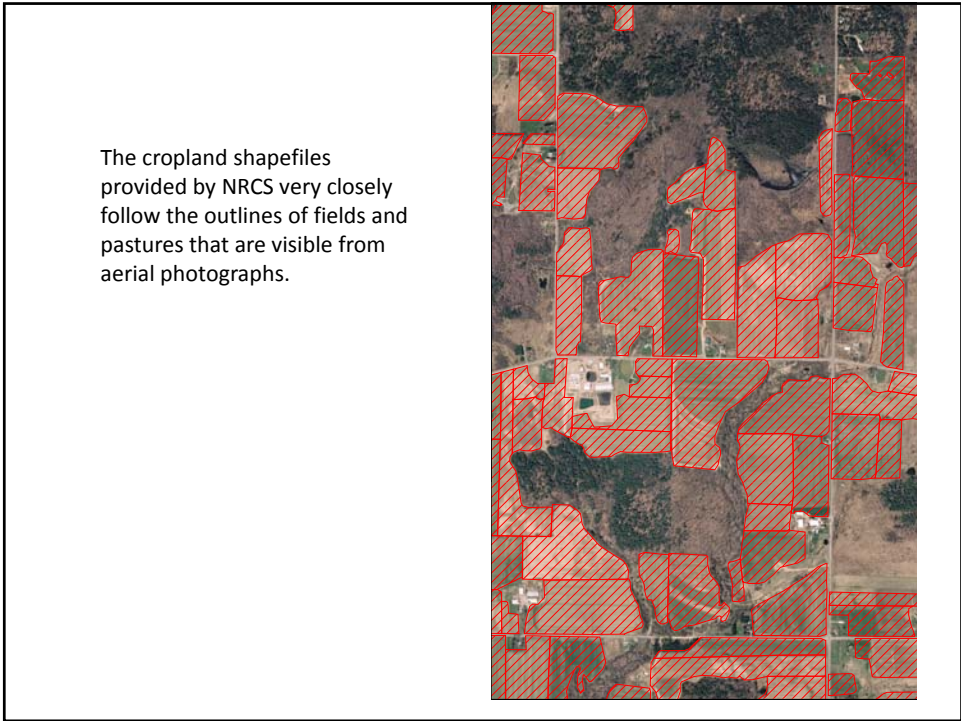 The cropland shapefiles
provided by NRCS very closely
follow the outlines of fields and
pastures that are visible from
aerial photographs.